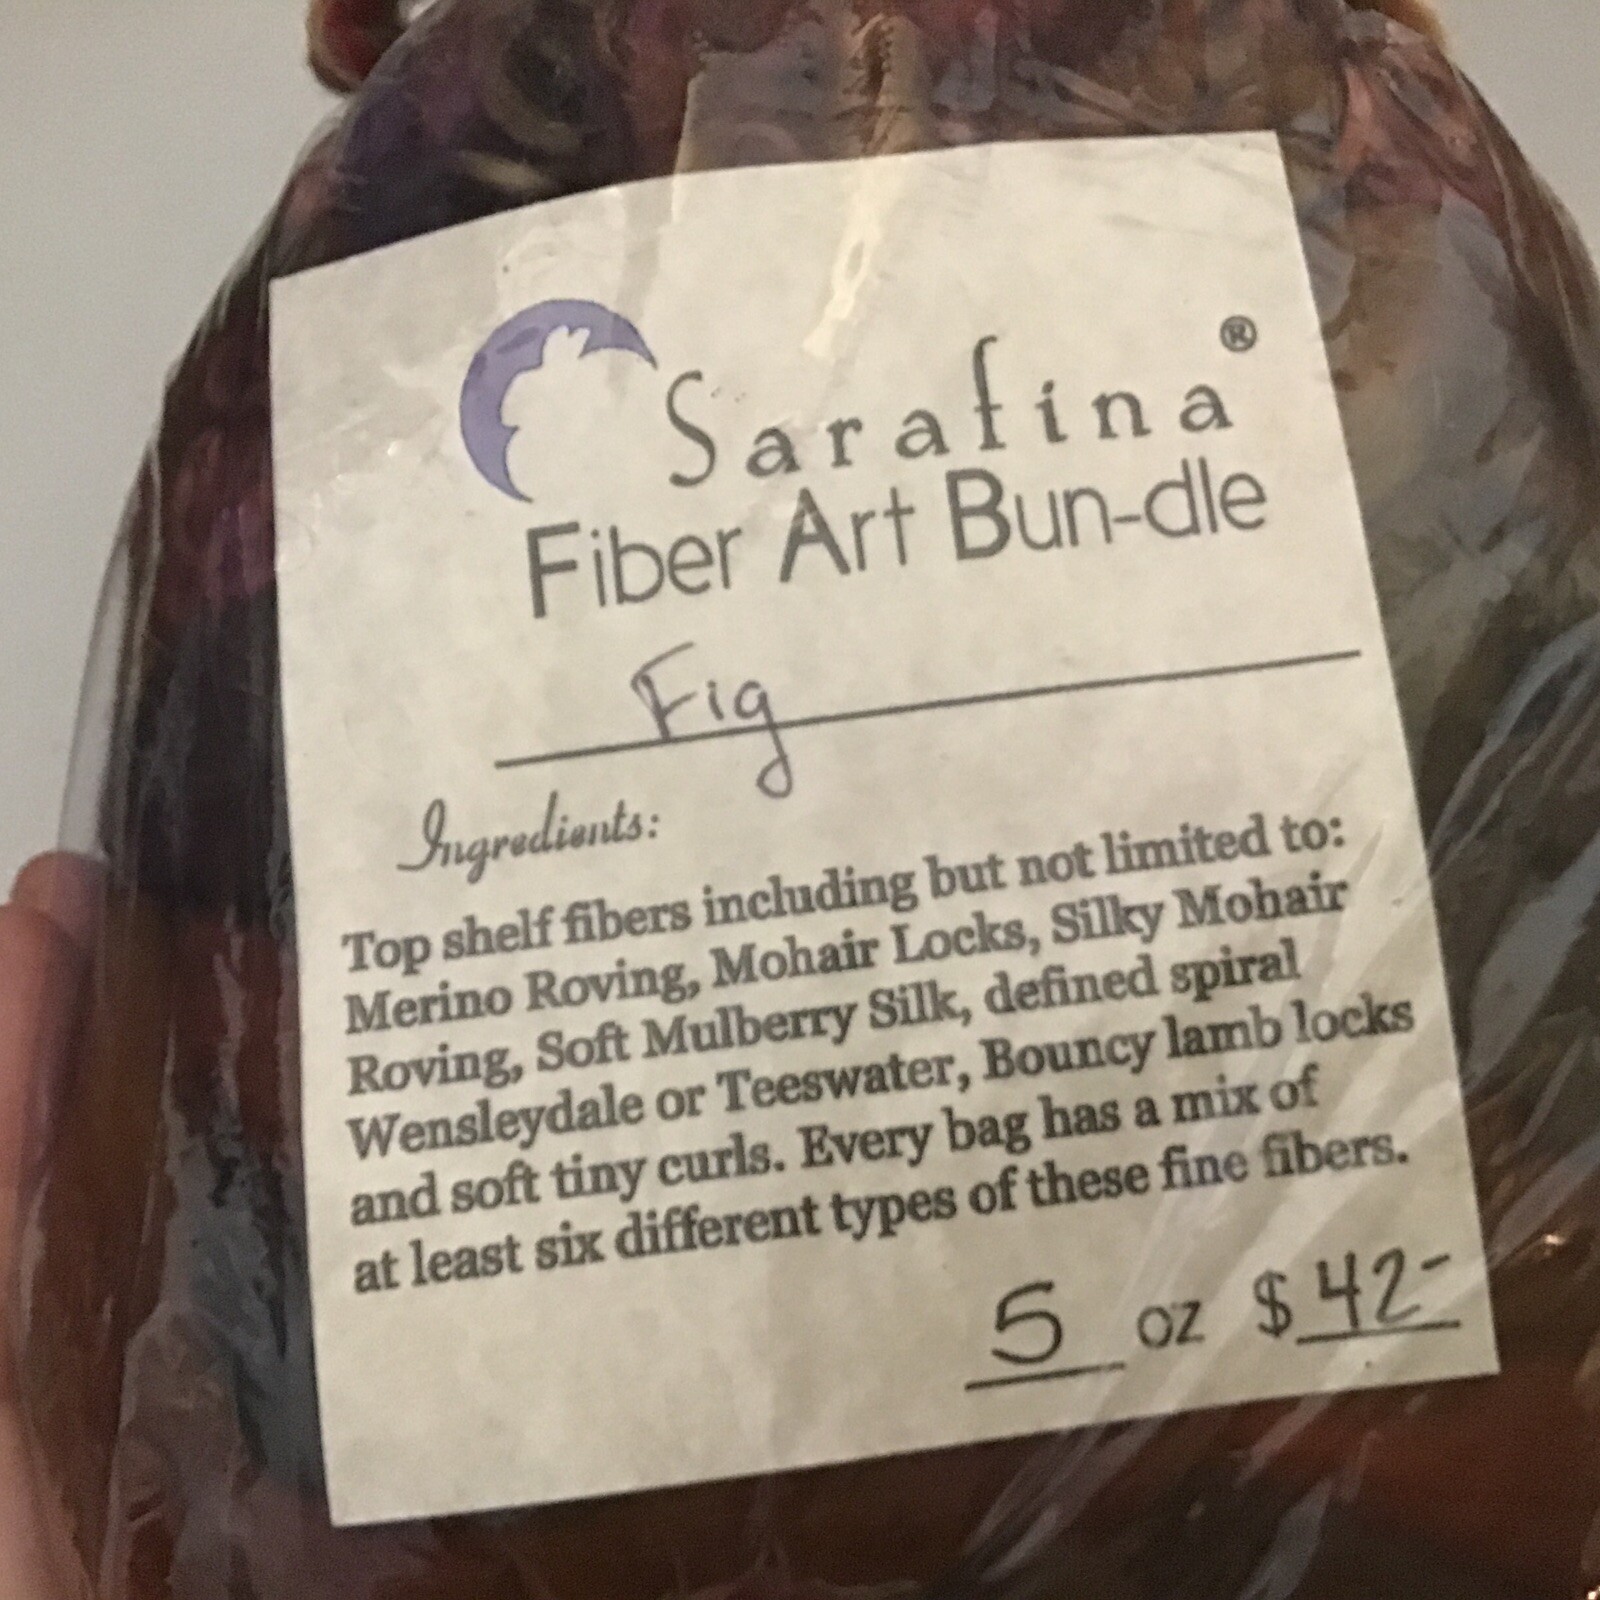 Sarafina®
Fiber Art Bun-dle
Fig
Ingredients:
Top shelf fibers including but not limited to:
Merino Roving, Mohair Locks, Silky Mohair
Roving, Soft Mulberry Silk, defined spiral
Wensleydale or Teeswater, Bouncy lamb locks
and soft tiny curls. Every bag has a mix of
at least six different types of these fine fibers.
5 oz $42-